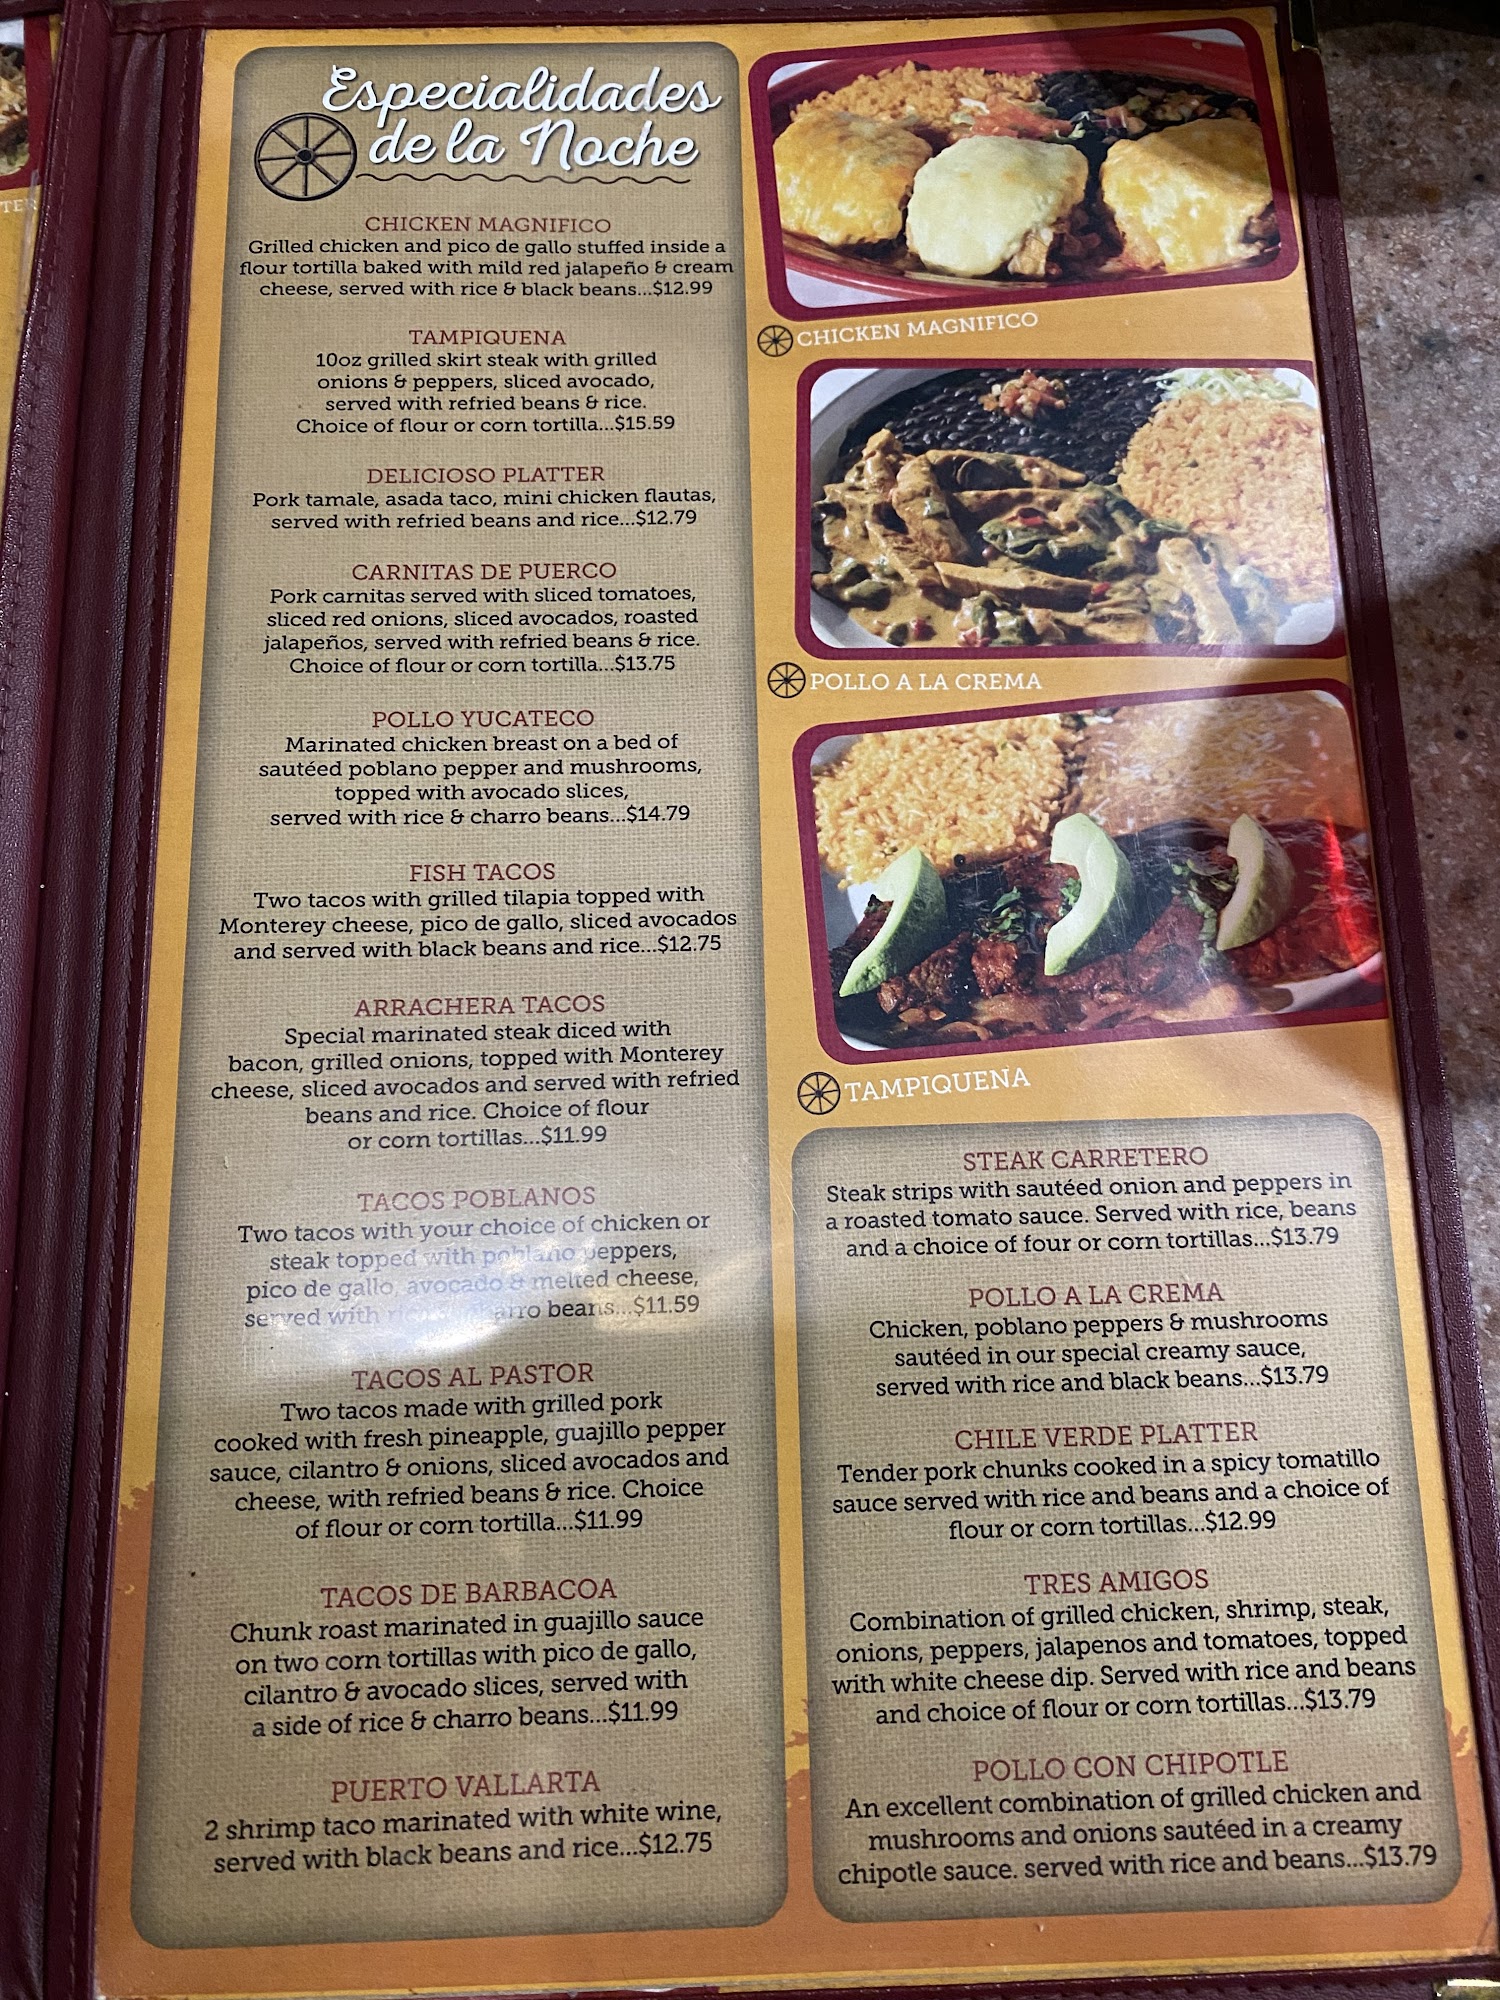 TER
Especialidades
de la Noche
CHICKEN MAGNIFICO
Grilled chicken and pico de gallo stuffed inside a
flour tortilla baked with mild red jalapeño & cream
cheese, served with rice & black beans...$12.99
TAMPIQUENA
10oz grilled skirt steak with grilled
onions & peppers, sliced avocado,
served with refried beans & rice.
Choice of flour or corn tortilla...$15.59
DELICIOSO PLATTER
Pork tamale, asada taco, mini chicken flautas,
served with refried beans and rice...$12.79
CARNITAS DE PUERCO
Pork carnitas served with sliced tomatoes,
sliced red onions, sliced avocados, roasted
jalapeños, served with refried beans & rice.
Choice of flour or corn tortilla...$13.75
POLLO YUCATECO
Marinated chicken breast on a bed of
sautéed poblano pepper and mushrooms,
topped with avocado slices,
served with rice & charro beans...$14.79
FISH TACOS
Two tacos with grilled tilapia topped with
Monterey cheese, pico de gallo, sliced avocados
and served with black beans and rice...$12.75
ARRACHERA TACOS
Special marinated steak diced with
bacon, grilled onions, topped with Monterey
cheese, sliced avocados and served with refried
beans and rice. Choice of flour
or corn tortillas...$11.99
TACOS POBLANOS
Two tacos with your choice of chicken or
steak topped with poblano peppers,
pico de gallo, avocado & melted cheese,
served with charro beans...$11.59
TACOS AL PASTOR
Two tacos made with grilled pork
cooked with fresh pineapple, guajillo pepper
sauce, cilantro & onions, sliced avocados and
cheese, with refried beans & rice. Choice
of flour or corn tortilla...$11.99
TACOS DE BARBACOA
Chunk roast marinated in guajillo sauce
on two corn tortillas with pico de gallo,
cilantro & avocado slices, served with
a side of rice & charro beans...$11.99
PUERTO VALLARTA
2 shrimp taco marinated with white wine,
served with black beans and rice...$12.75
CHICKEN MAGNIFICO
POLLO A LA CREMA
TAMPIQUENA
STEAK CARRETERO
Steak strips with sautéed onion and peppers in
a roasted tomato sauce. Served with rice, beans
and a choice of four or corn tortillas...$13.79
POLLO A LA CREMA
Chicken, poblano peppers & mushrooms
sautéed in our special creamy sauce,
served with rice and black beans...$13.79
CHILE VERDE PLATTER
Tender pork chunks cooked in a spicy tomatillo
sauce served with rice and beans and a choice of
flour or corn tortillas...$12.99
TRES AMIGOS
Combination of grilled chicken, shrimp, steak,
onions, peppers, jalapenos and tomatoes, topped
with white cheese dip. Served with rice and beans
and choice of flour or corn tortillas...$13.79
POLLO CON CHIPOTLE
An excellent combination of grilled chicken and
mushrooms and onions sautéed in a creamy
chipotle sauce. served with rice and beans...$13.79